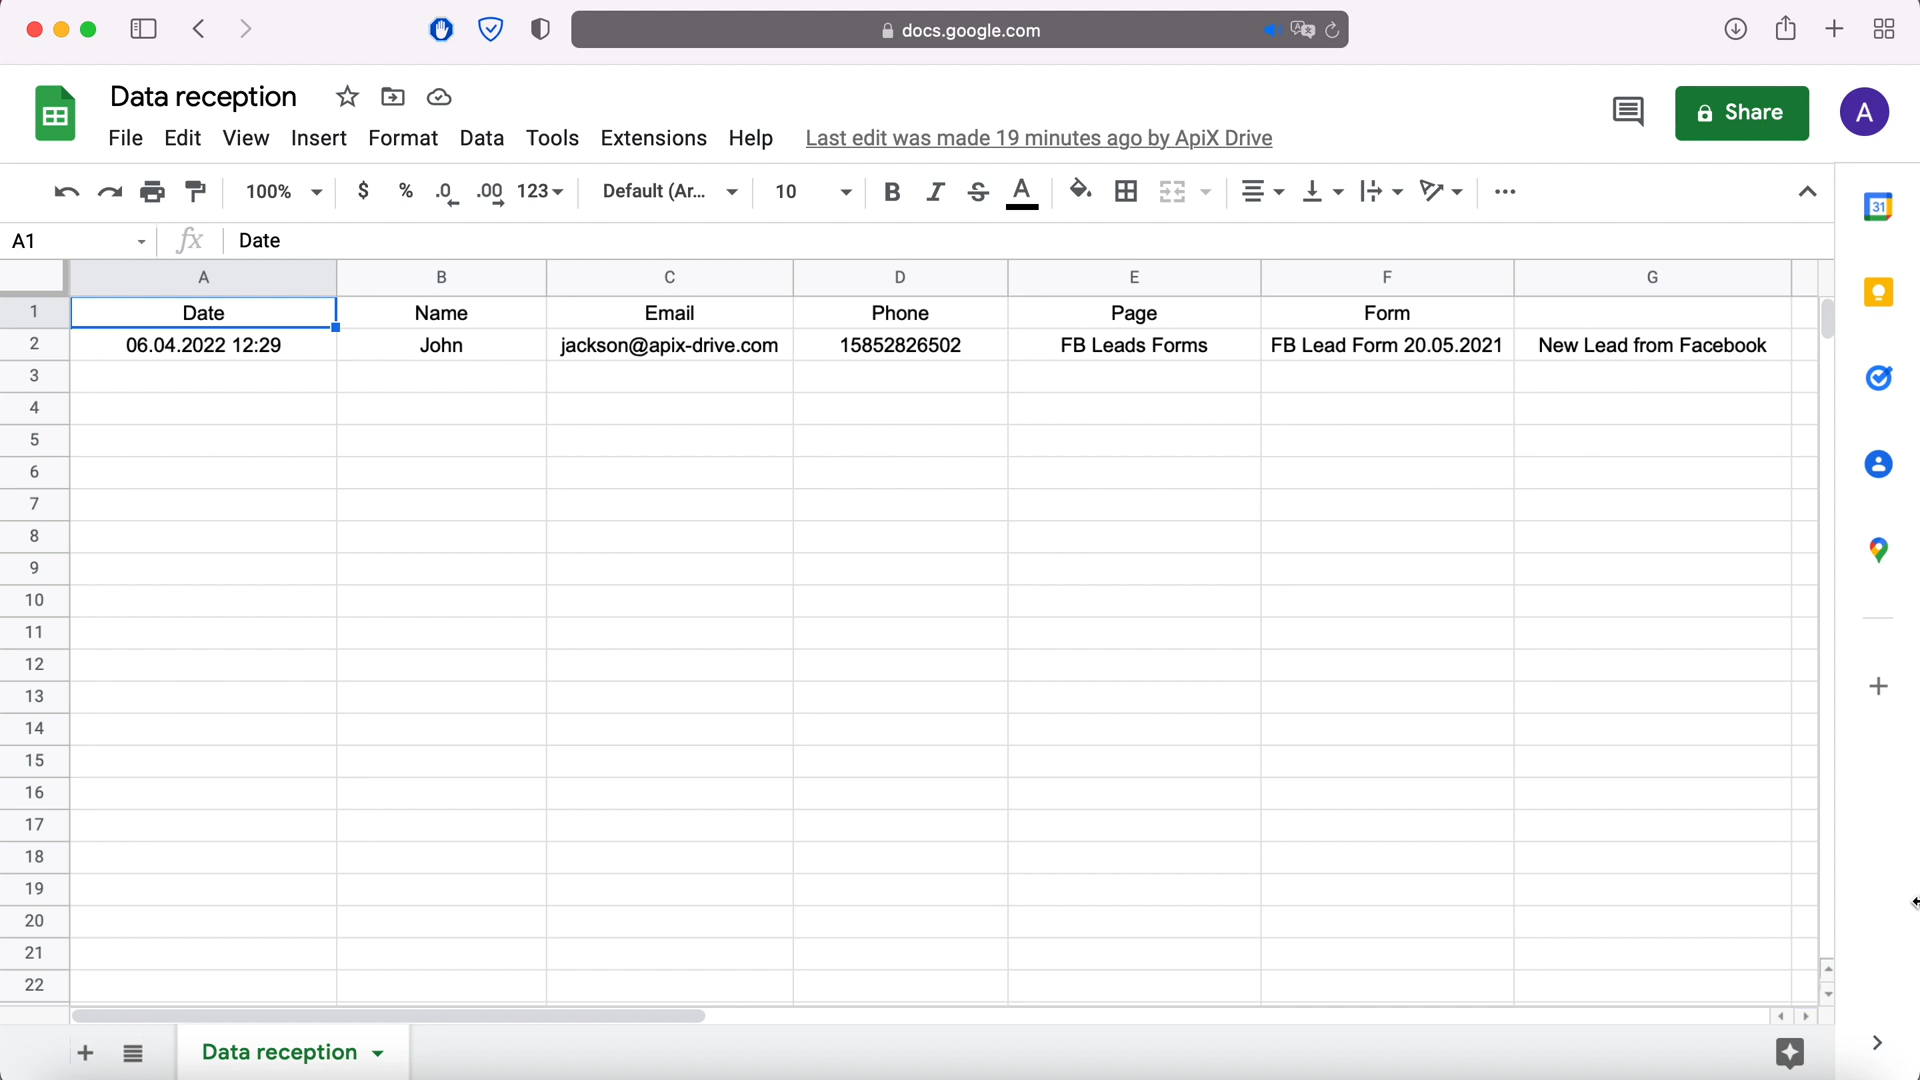 docs.google.com
Data reception
File Edit View Insert Format Data Tools Extensions Help Last edit was made 19 minutes ago by ApiX Drive
Share
A
100% $ % .0 .00 123 Default (Ar... 10 B I S A
31
A1 fx Date
A B C D E F G
1 Date Name Email Phone Page Form
2 06.04.2022 12:29 John jackson@apix-drive.com 15852826502 FB Leads Forms FB Lead Form 20.05.2021 New Lead from Facebook
3
4
5
6
7
8
9
10
11
12
13
14
15
16
17
18
19
20
21
22
Data reception